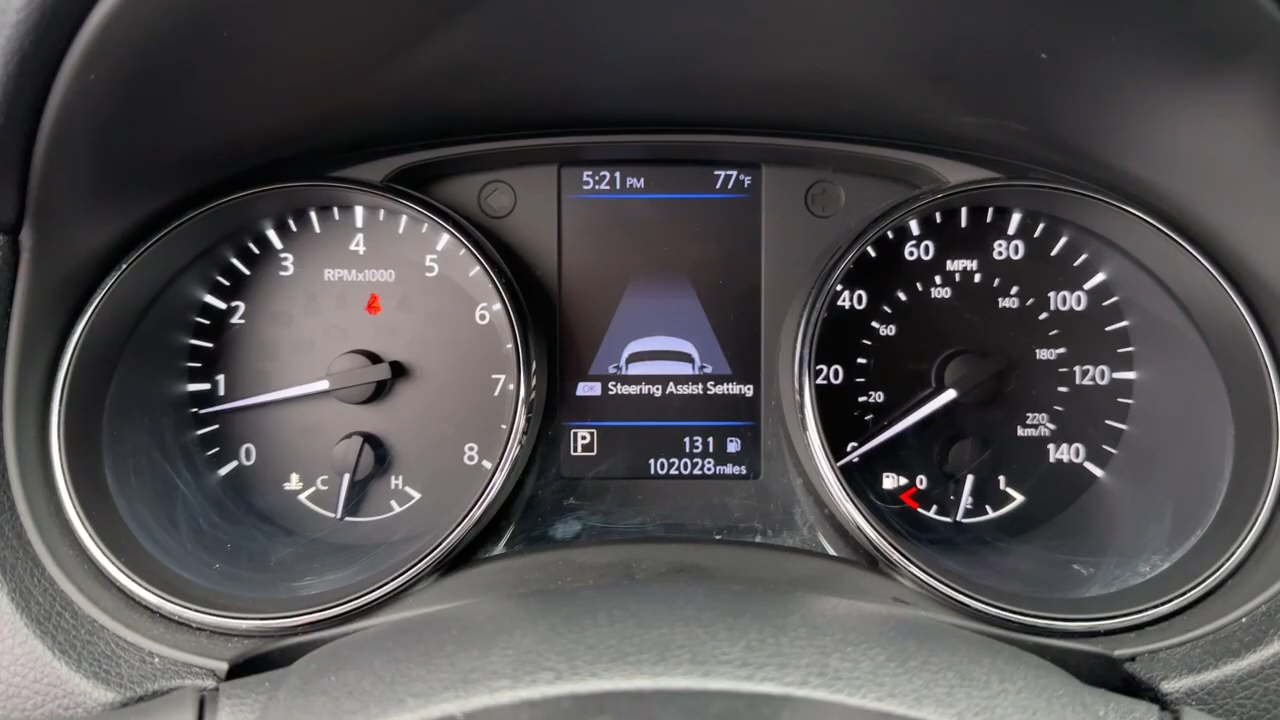 5:21 PM 77°F
4
3
5
RPMx1000
2
6
1
7
0
8
C
H
OK Steering Assist Setting
P
131
102028 miles
60
80
MPH
100
140
40
100
60
180
20
120
20
220
km/h
0
140
0
1